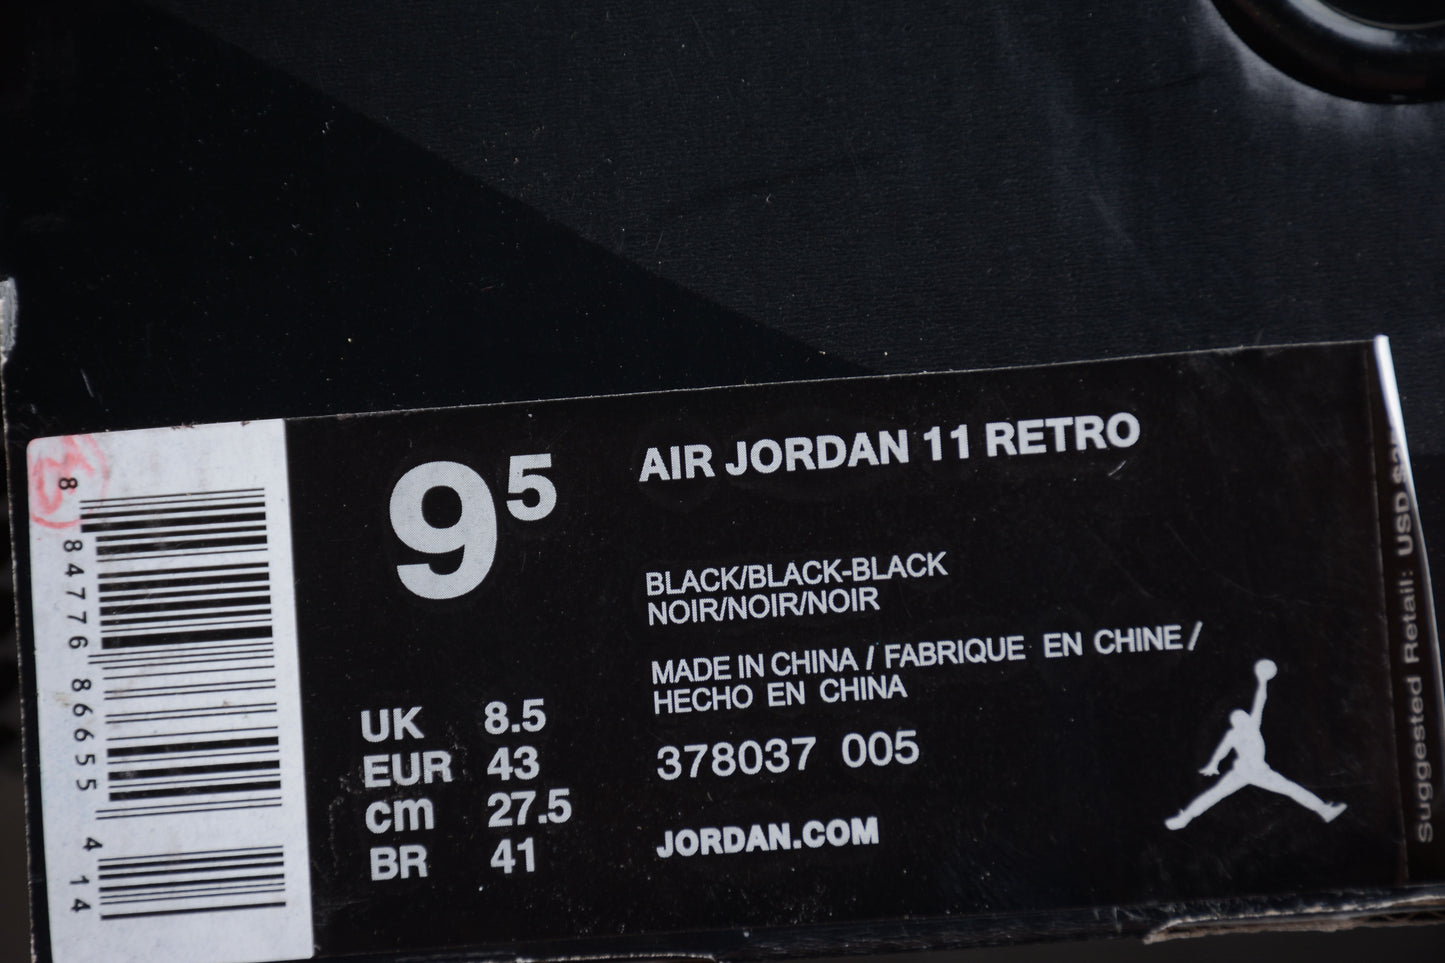 9⁵
AIR JORDAN 11 RETRO
BLACK/BLACK-BLACK
NOIR/NOIR/NOIR
MADE IN CHINA / FABRIQUE EN CHINE /
HECHO EN CHINA
378037 005
JORDAN.COM
UK 8.5
EUR 43
cm 27.5
BR 41
8 84776 86655 4 14
Suggested Retail: USD